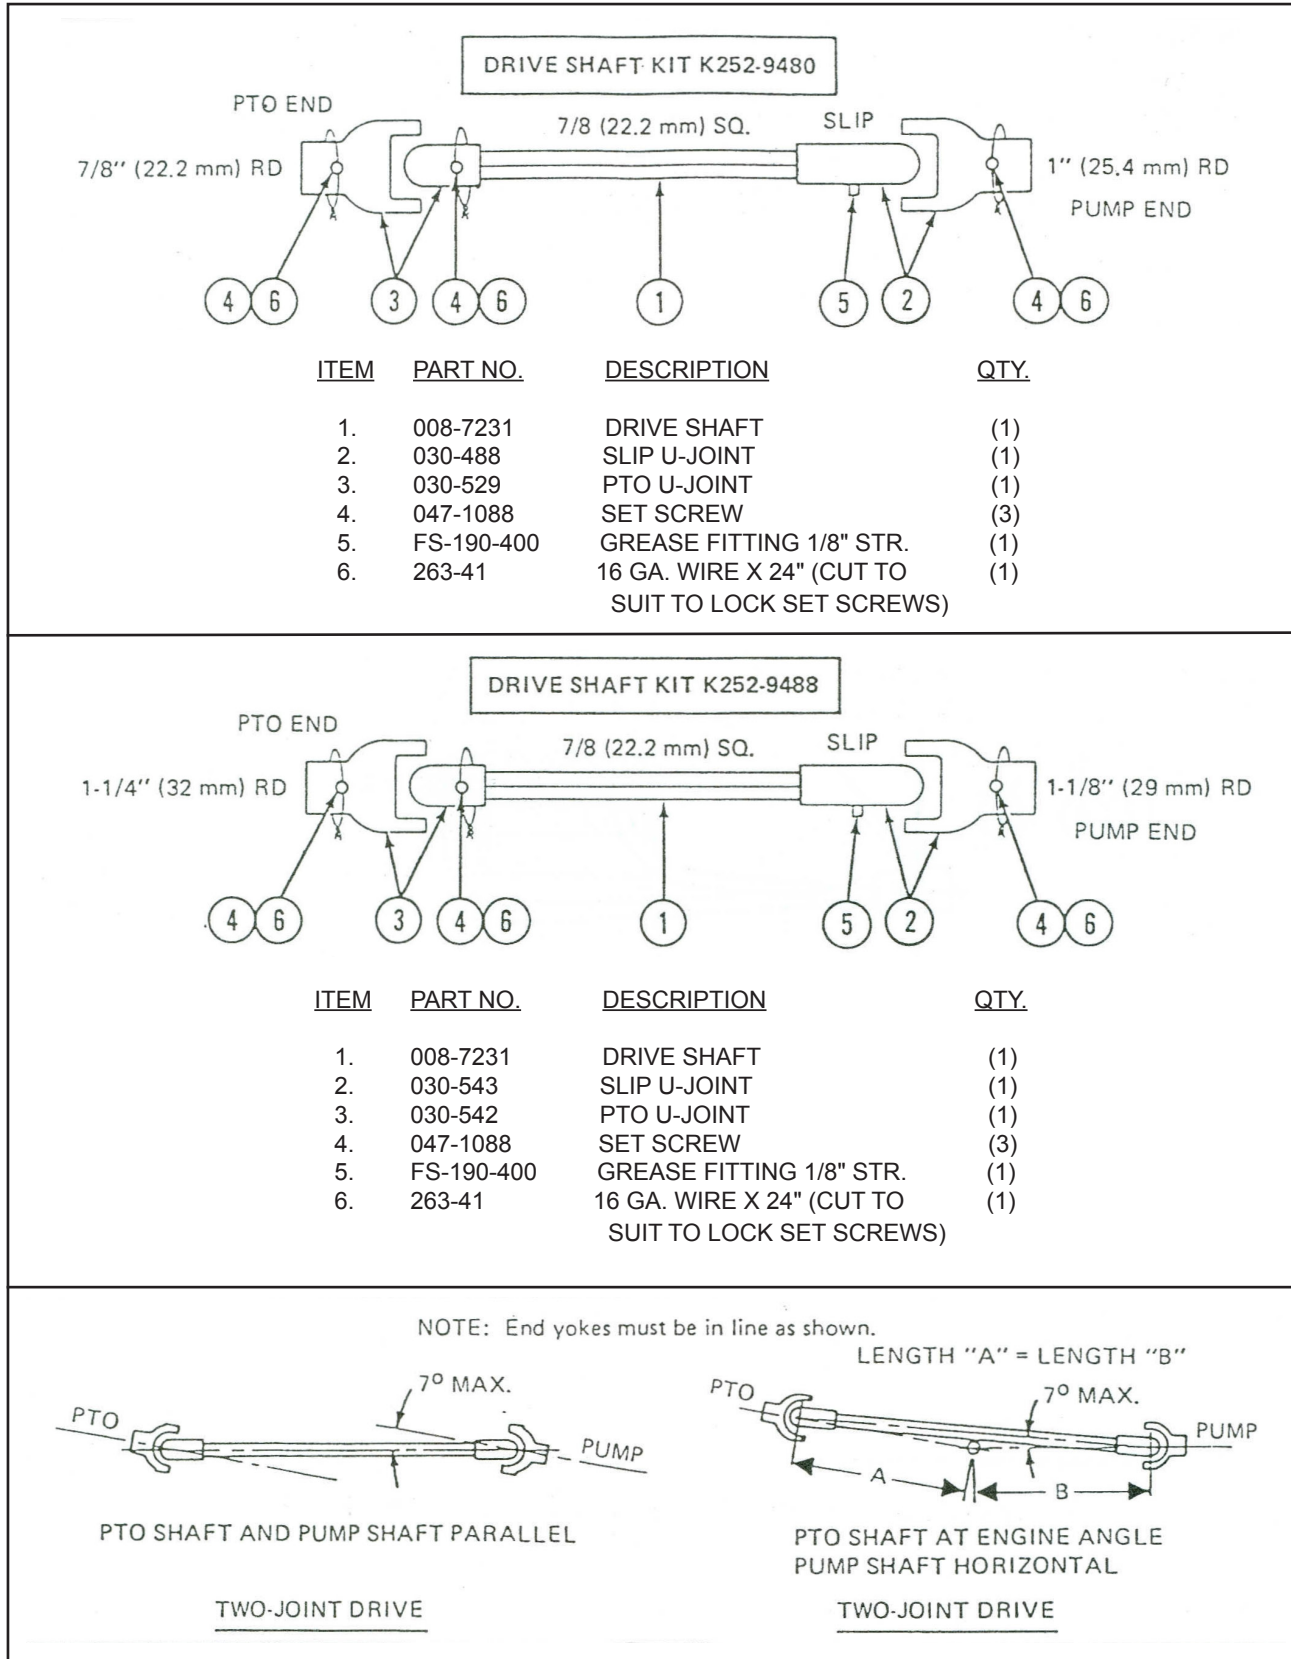 DRIVE SHAFT KIT K252-9480
PTO END
7/8 (22.2 mm) SQ.
SLIP
7/8" (22.2 mm) RD
1" (25.4 mm) RD
PUMP END
4 6 3 4 6 1 5 2 4 6
ITEM PART NO. DESCRIPTION QTY.
1. 008-7231 DRIVE SHAFT (1)
2. 030-488 SLIP U-JOINT (1)
3. 030-529 PTO U-JOINT (1)
4. 047-1088 SET SCREW (3)
5. FS-190-400 GREASE FITTING 1/8" STR. (1)
6. 263-41 16 GA. WIRE X 24" (CUT TO (1)
SUIT TO LOCK SET SCREWS)
DRIVE SHAFT KIT K252-9488
PTO END
7/8 (22.2 mm) SQ.
SLIP
1-1/4" (32 mm) RD
1-1/8" (29 mm) RD
PUMP END
4 6 3 4 6 1 5 2 4 6
ITEM PART NO. DESCRIPTION QTY.
1. 008-7231 DRIVE SHAFT (1)
2. 030-543 SLIP U-JOINT (1)
3. 030-542 PTO U-JOINT (1)
4. 047-1088 SET SCREW (3)
5. FS-190-400 GREASE FITTING 1/8" STR. (1)
6. 263-41 16 GA. WIRE X 24" (CUT TO (1)
SUIT TO LOCK SET SCREWS)
NOTE: End yokes must be in line as shown.
7° MAX.
PTO
PUMP
PTO SHAFT AND PUMP SHAFT PARALLEL
TWO-JOINT DRIVE
LENGTH "A" = LENGTH "B"
PTO
7° MAX.
PUMP
A
B
PTO SHAFT AT ENGINE ANGLE
PUMP SHAFT HORIZONTAL
TWO-JOINT DRIVE